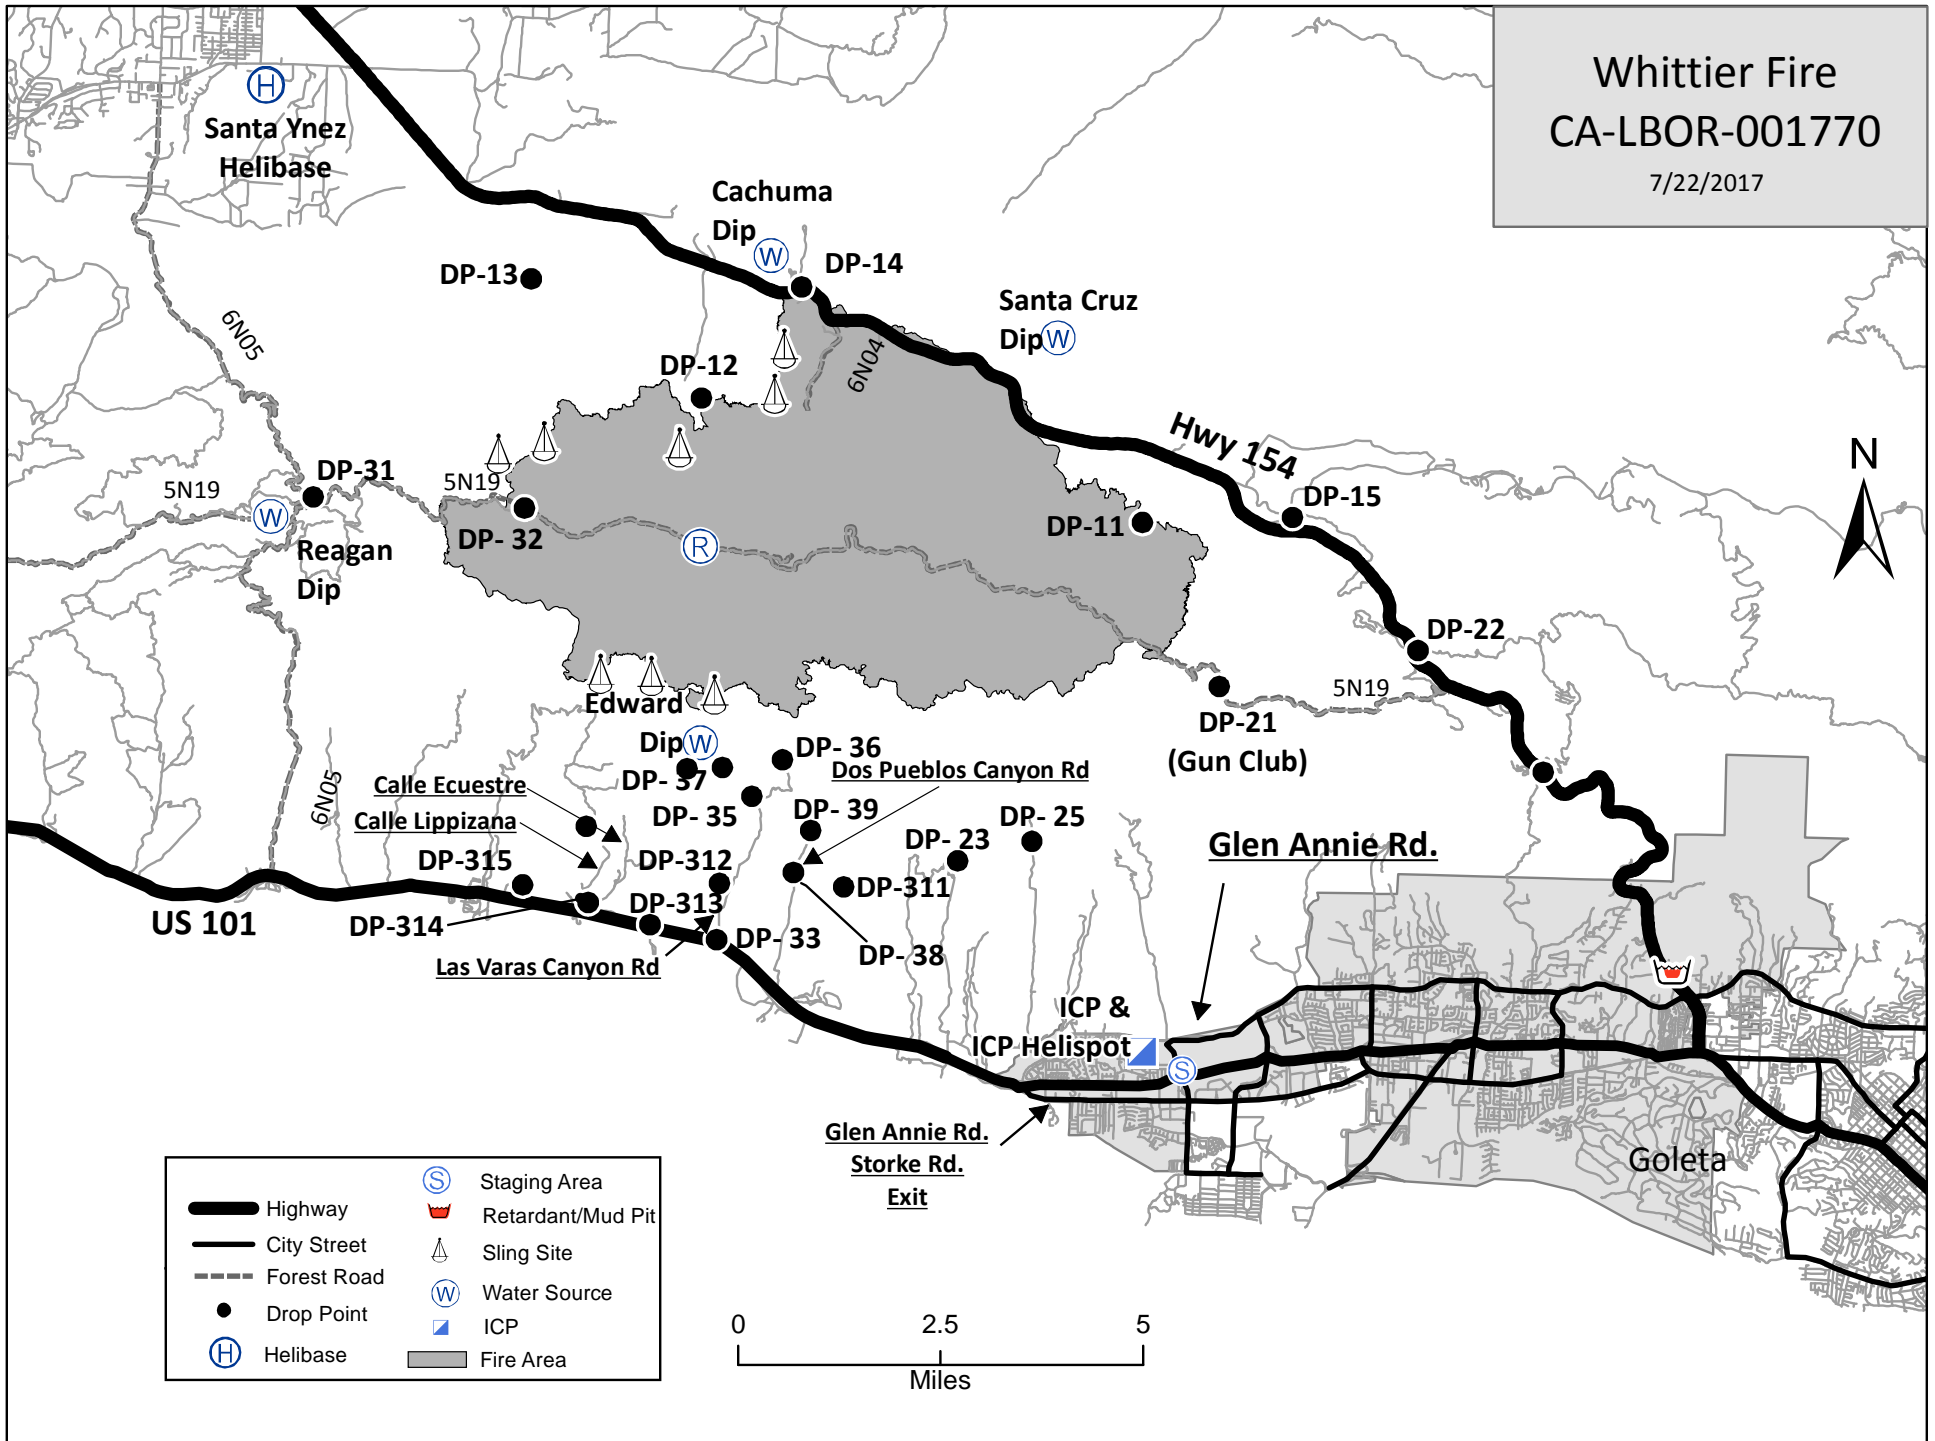 Whittier Fire
CA-LBOR-001770
7/22/2017
H
Santa Ynez
Helibase
Cachuma
Dip
W
DP-14
DP-13
Santa Cruz
Dip
W
6N05
6N04
DP-12
Hwy 154
N
DP-31
5N19
5N19
DP-15
W
DP-11
DP- 32
R
Reagan
Dip
DP-22
5N19
Edward
Dip
W
DP-21
(Gun Club)
DP- 36
Dos Pueblos Canyon Rd
DP- 37
Calle Ecuestre
6N05
DP- 35
DP- 39
DP- 25
Calle Lippizana
DP- 23
Glen Annie Rd.
DP-315
DP-312
DP-311
DP-313
US 101
DP-314
DP- 33
DP- 38
Las Varas Canyon Rd
ICP &
ICP Helispot
S
Glen Annie Rd.
Storke Rd.
Exit
Goleta
Highway
City Street
Forest Road
Drop Point
H
Helibase
S
Staging Area
Retardant/Mud Pit
Sling Site
W
Water Source
ICP
Fire Area
0 2.5 5
Miles